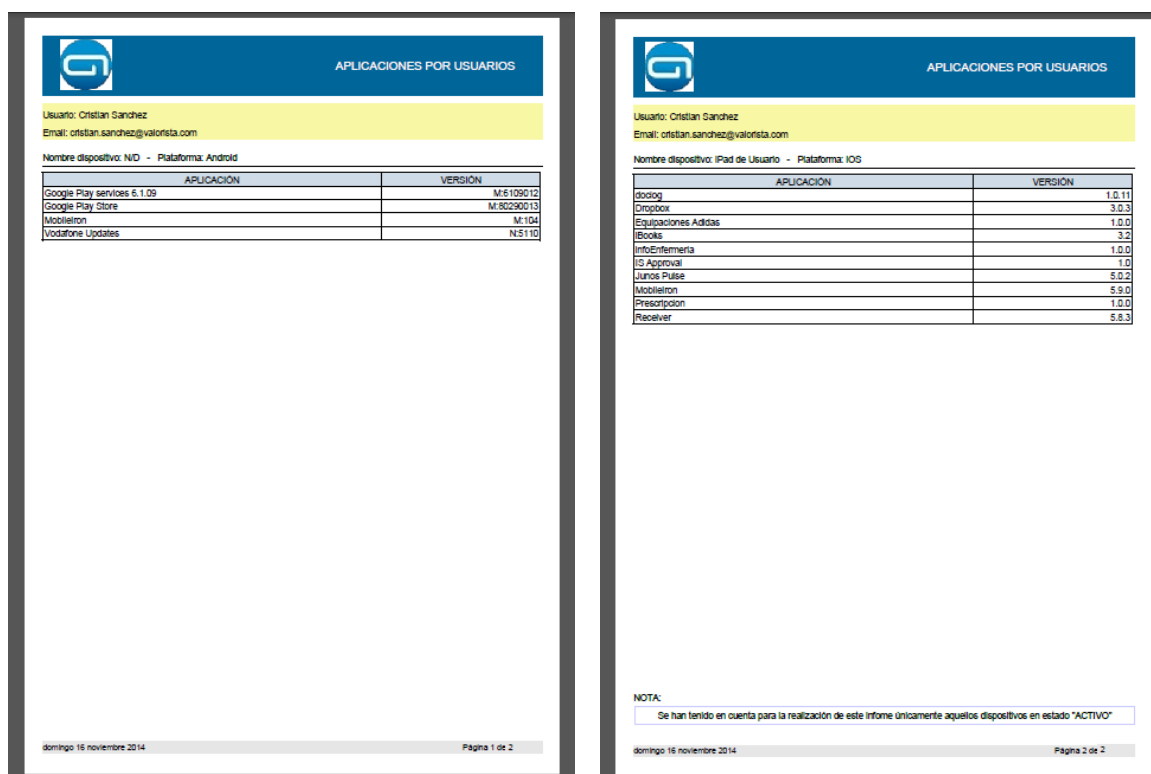 APLICACIONES POR USUARIOS
Usuario: Cristian Sanchez
Email: cristian.sanchez@valorista.com
Nombre dispositivo: N/D - Plataforma: Android
APLICACIÓN VERSIÓN
Google Play services 6.1.09 M:6109012
Google Play Store M:80290013
MobileIron M:104
Vodafone Updates N:5110
domingo 16 noviembre 2014 Página 1 de 2
APLICACIONES POR USUARIOS
Usuario: Cristian Sanchez
Email: cristian.sanchez@valorista.com
Nombre dispositivo: iPad de Usuario - Plataforma: IOS
APLICACIÓN VERSIÓN
doclog 1.0.11
Dropbox 3.0.3
Equipaciones Adidas 1.0.0
iBooks 3.2
InfoEnfermeria 1.0.0
IS Approval 1.0
Junos Pulse 5.0.2
MobileIron 5.9.0
Prescripcion 1.0.0
Receiver 5.8.3
NOTA:
Se han tenido en cuenta para la realización de este infome únicamente aquellos dispositivos en estado "ACTIVO"
domingo 16 noviembre 2014 Página 2 de 2